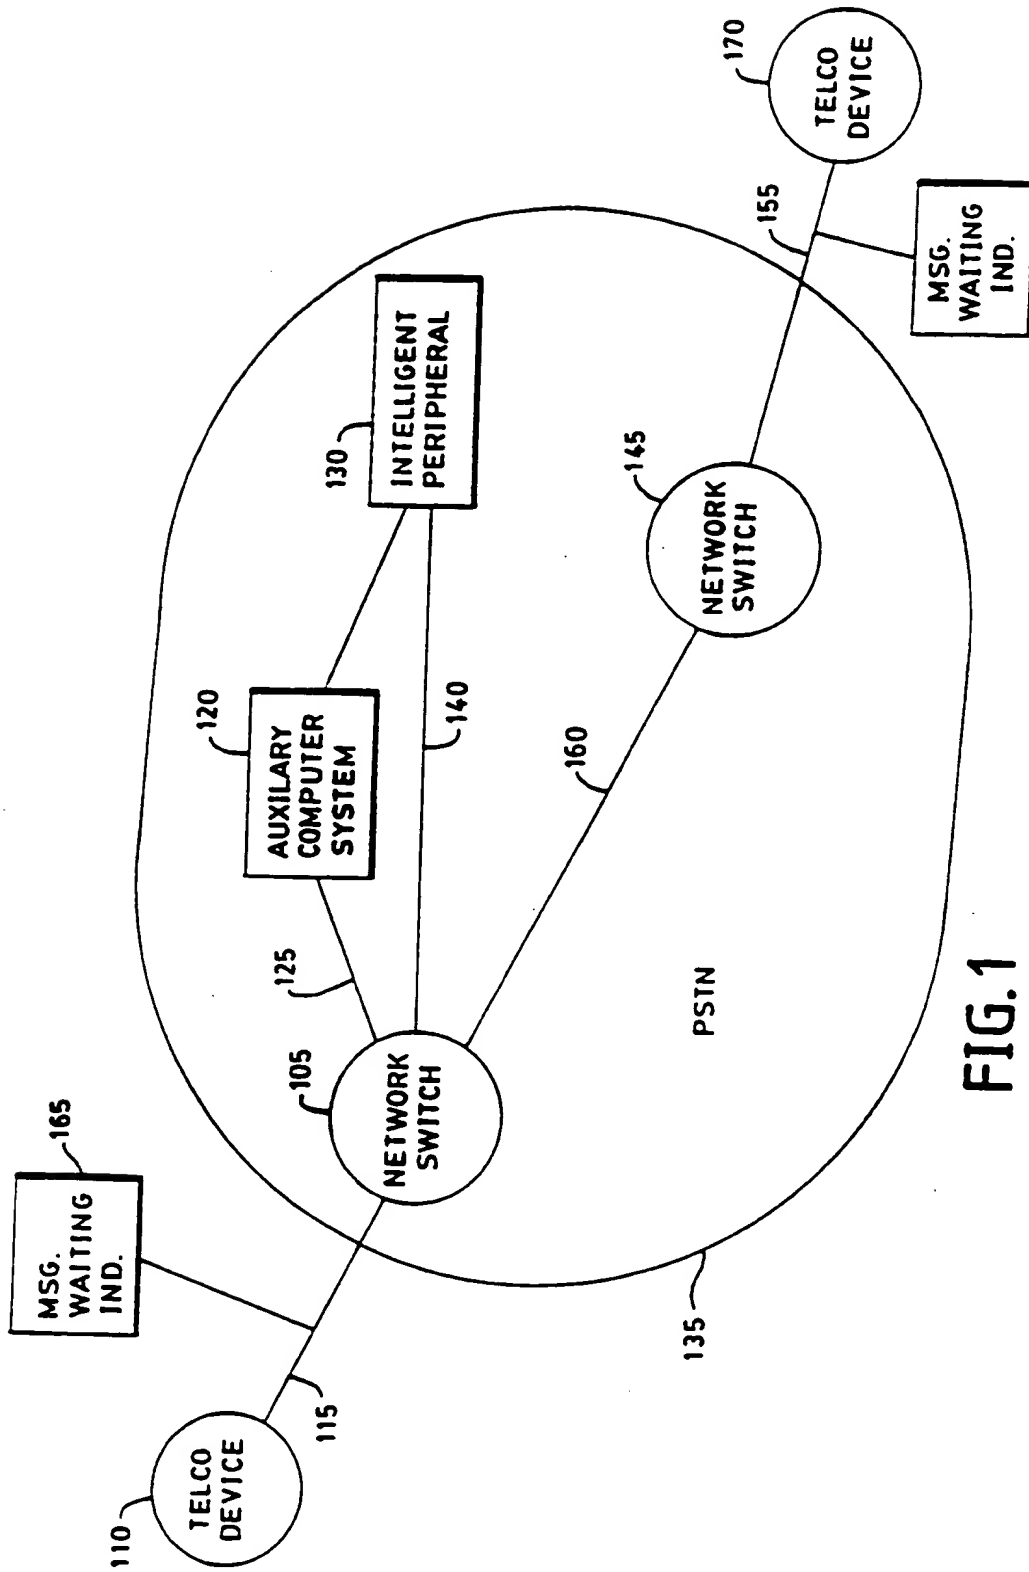 110
TELCO
DEVICE
115
MSG.
WAITING
IND.
165
105
NETWORK
SWITCH
125
120
AUXILARY
COMPUTER
SYSTEM
130
INTELLIGENT
PERIPHERAL
140
160
145
NETWORK
SWITCH
155
170
TELCO
DEVICE
MSG.
WAITING
IND.
PSTN
135
FIG.1